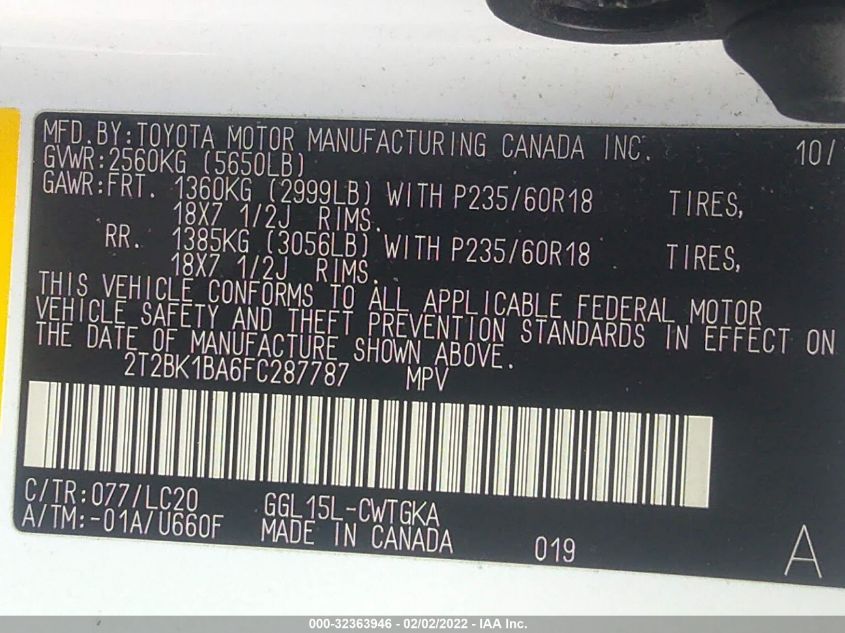 MFD. BY: TOYOTA MOTOR MANUFACTURING CANADA INC. 10/
GVWR: 2560KG (5650LB)
GAWR: FRT. 1360KG (2999LB) WITH P235/60R18 TIRES,
18X7 1/2J RIMS.
RR. 1385KG (3056LB) WITH P235/60R18 TIRES,
18X7 1/2J RIMS.
THIS VEHICLE CONFORMS TO ALL APPLICABLE FEDERAL MOTOR
VEHICLE SAFETY AND THEFT PREVENTION STANDARDS IN EFFECT ON
THE DATE OF MANUFACTURE SHOWN ABOVE.
2T2BK1BA6FC287787 MPV
C/TR: 077/LC20 GGL15L-CWTGKA
A/TM: -01A/U660F MADE IN CANADA 019 A
000-32363946 - 02/02/2022 - IAA Inc.